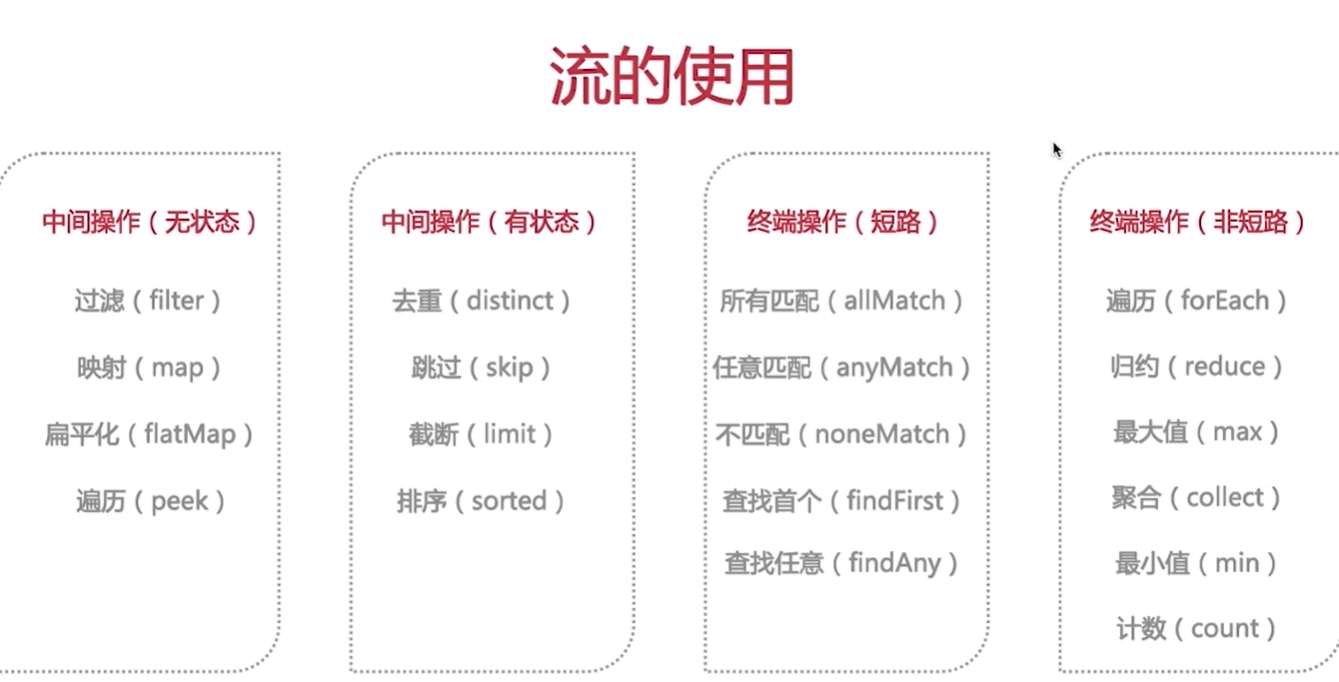 流的使用
中间操作（无状态）
过滤（filter）
映射（map）
扁平化（flatMap）
遍历（peek）
中间操作（有状态）
去重（distinct）
跳过（skip）
截断（limit）
排序（sorted）
终端操作（短路）
所有匹配（allMatch）
任意匹配（anyMatch）
不匹配（noneMatch）
查找首个（findFirst）
查找任意（findAny）
终端操作（非短路）
遍历（forEach）
归约（reduce）
最大值（max）
聚合（collect）
最小值（min）
计数（count）